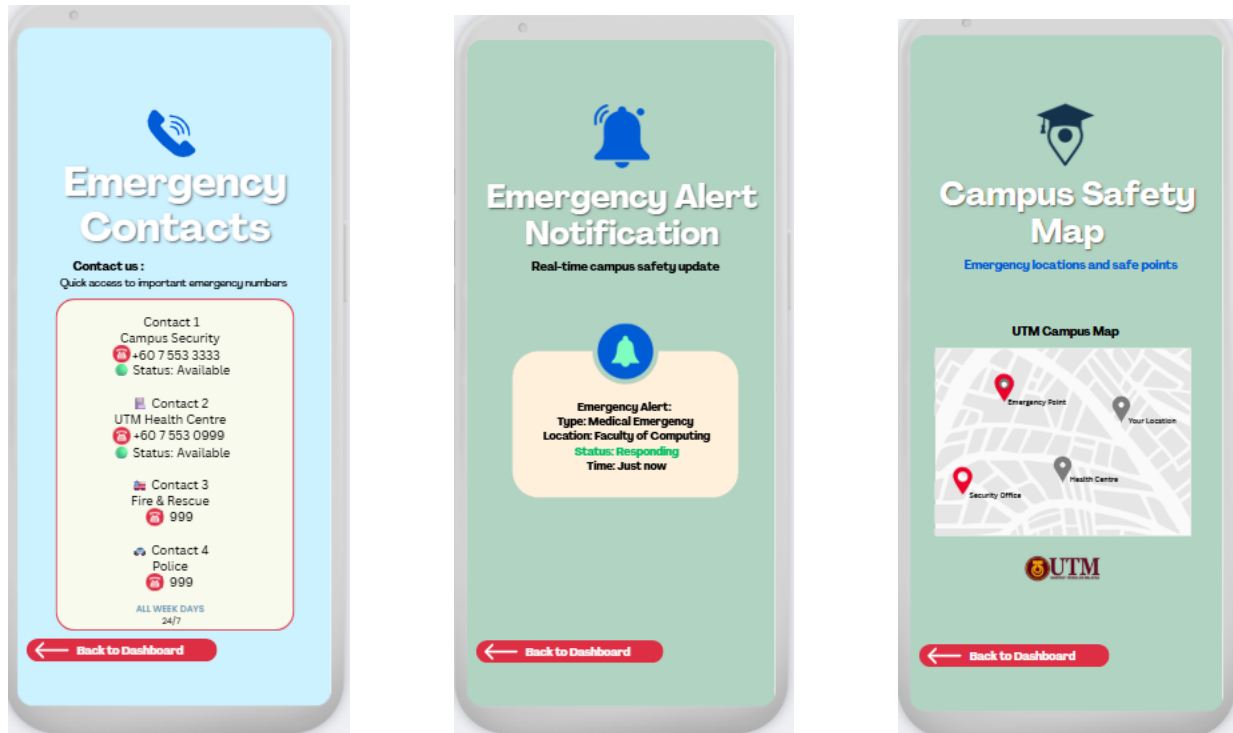 Emergency
Contacts
Contact us :
Quick access to important emergency numbers
Contact 1
Campus Security
+60 7 553 3333
Status: Available
Contact 2
UTM Health Centre
+60 7 553 0999
Status: Available
Contact 3
Fire & Rescue
999
Contact 4
Police
999
ALL WEEK DAYS
24/7
Back to Dashboard
Emergency Alert
Notification
Real-time campus safety update
Emergency Alert:
Type: Medical Emergency
Location: Faculty of Computing
Status: Responding
Time: Just now
Back to Dashboard
Campus Safety
Map
Emergency locations and safe points
UTM Campus Map
Emergency Point
Your Location
Health Centre
Security Office
UTM
Back to Dashboard